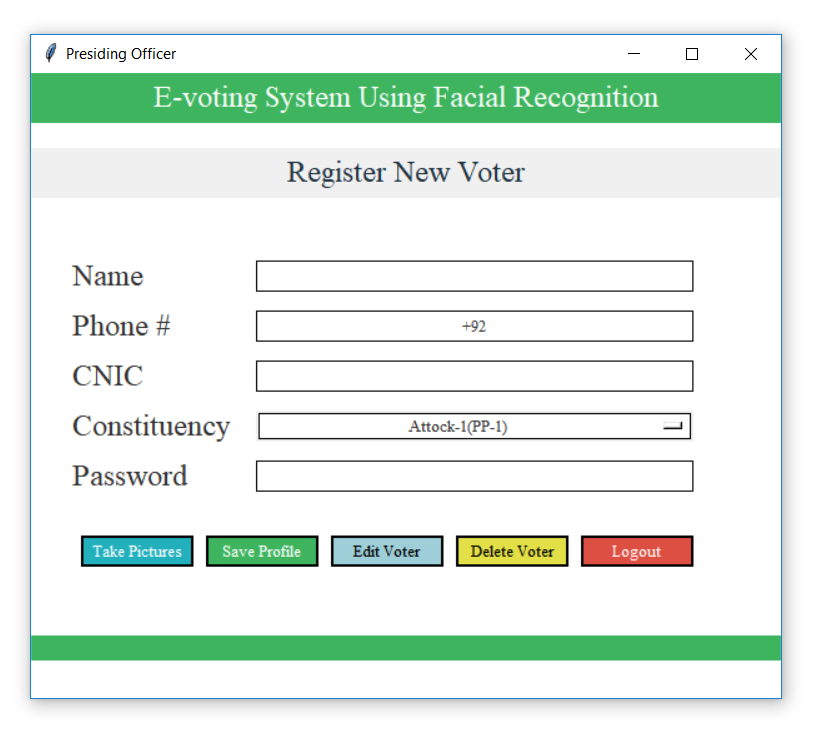 Presiding Officer
E-voting System Using Facial Recognition
Register New Voter
Name
Phone #
+92
CNIC
Constituency
Attock-1(PP-1)
Password
Take Pictures
Save Profile
Edit Voter
Delete Voter
Logout